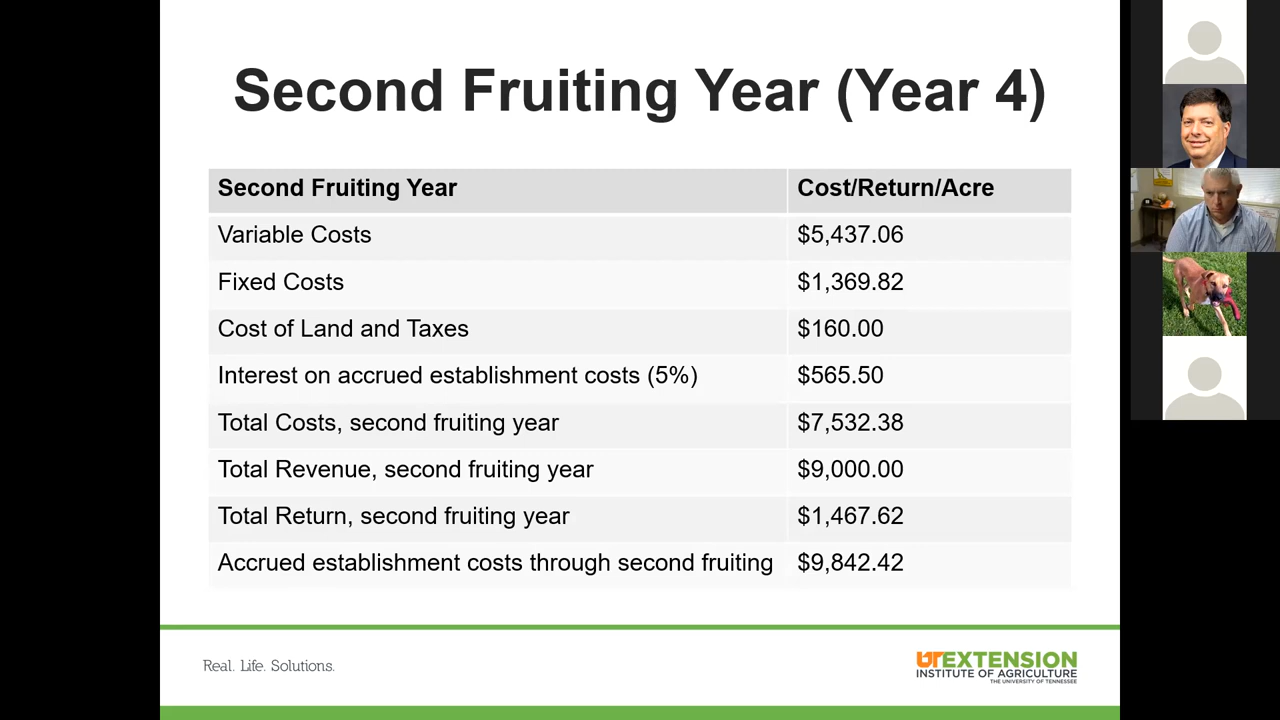 Second Fruiting Year (Year 4)
Second Fruiting Year Cost/Return/Acre
Variable Costs $5,437.06
Fixed Costs $1,369.82
Cost of Land and Taxes $160.00
Interest on accrued establishment costs (5%) $565.50
Total Costs, second fruiting year $7,532.38
Total Revenue, second fruiting year $9,000.00
Total Return, second fruiting year $1,467.62
Accrued establishment costs through second fruiting $9,842.42
Real. Life. Solutions.
UT EXTENSION
INSTITUTE OF AGRICULTURE
THE UNIVERSITY OF TENNESSEE